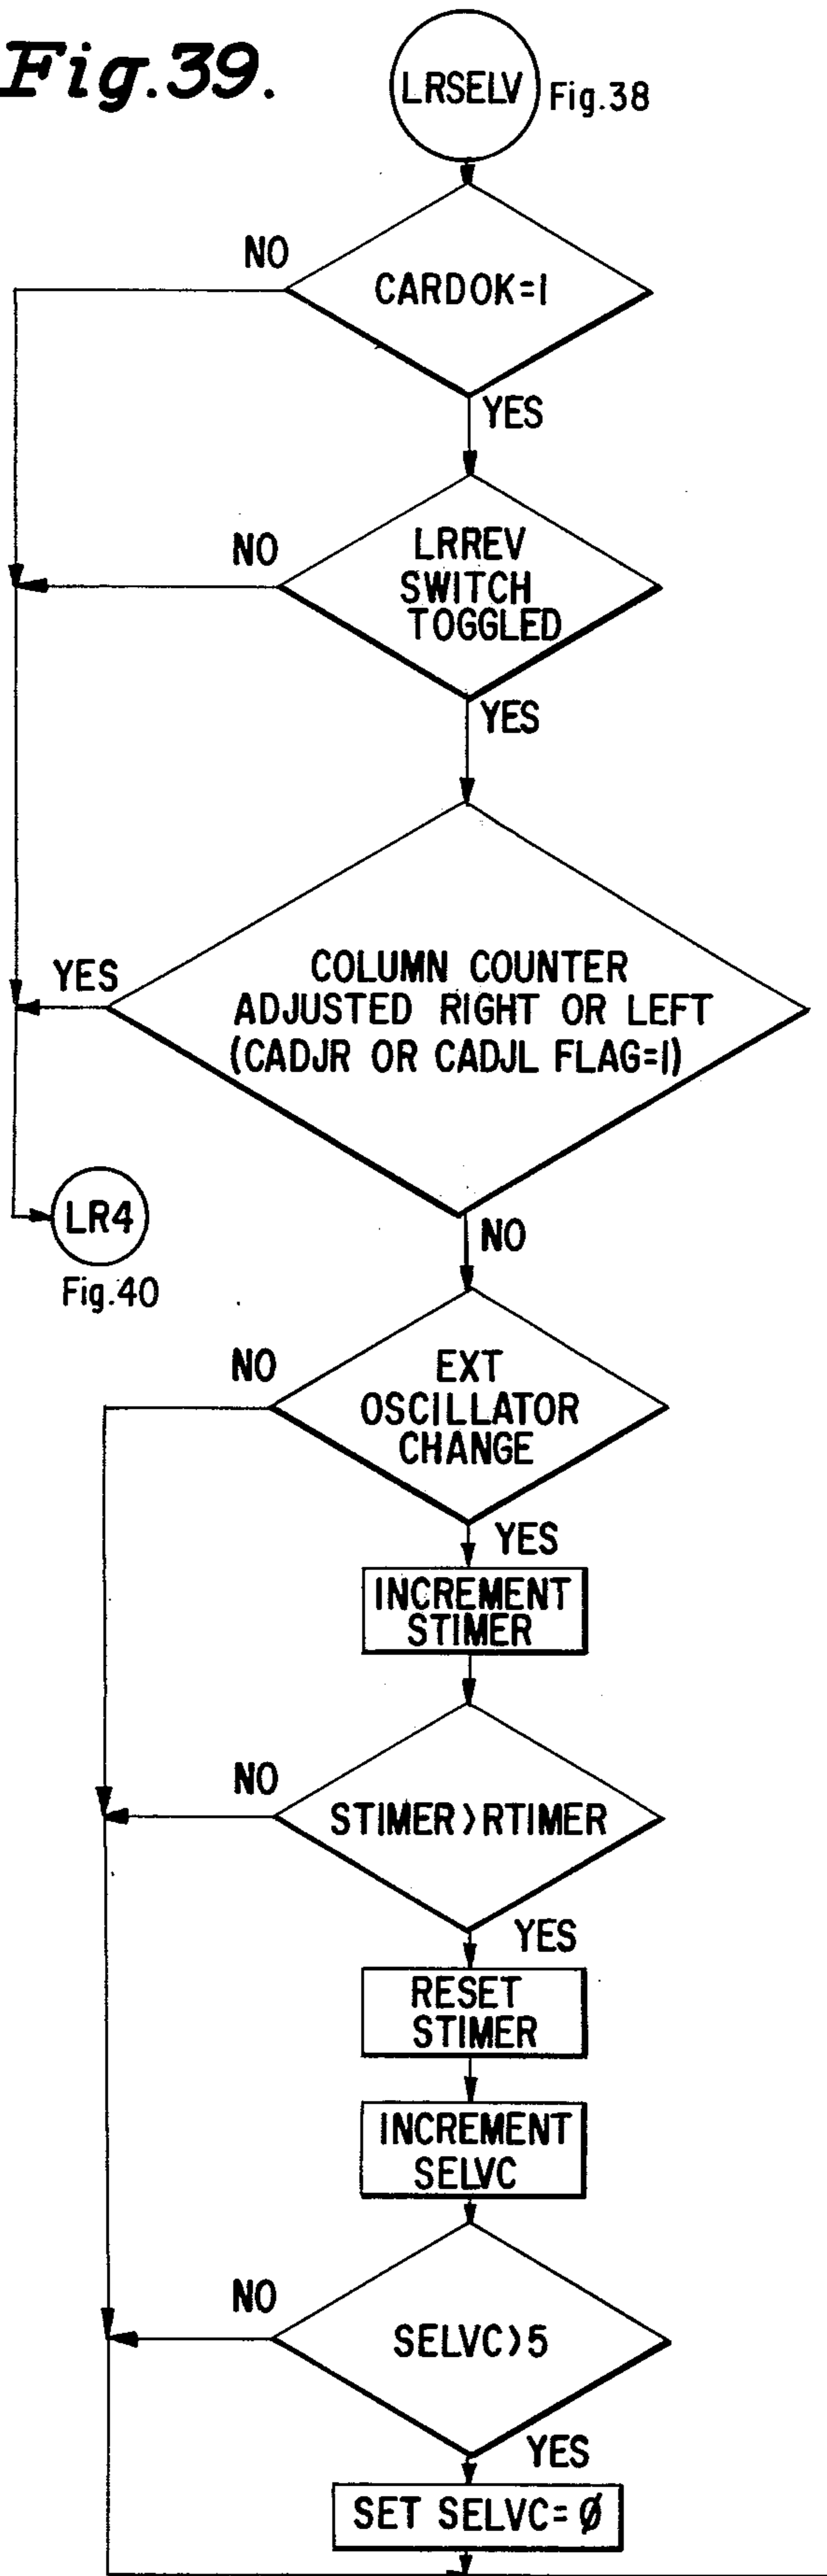 Fig.39.
LRSELV
Fig.38
CARDOK=1
NO
YES
LRREV
SWITCH
TOGGLED
NO
YES
COLUMN COUNTER
ADJUSTED RIGHT OR LEFT
(CADJR OR CADJL FLAG=1)
YES
LR4
Fig.40
NO
EXT
OSCILLATOR
CHANGE
NO
YES
INCREMENT
STIMER
STIMER>RTIMER
NO
YES
RESET
STIMER
INCREMENT
SELVC
SELVC>5
NO
YES
SET SELVC=Ø